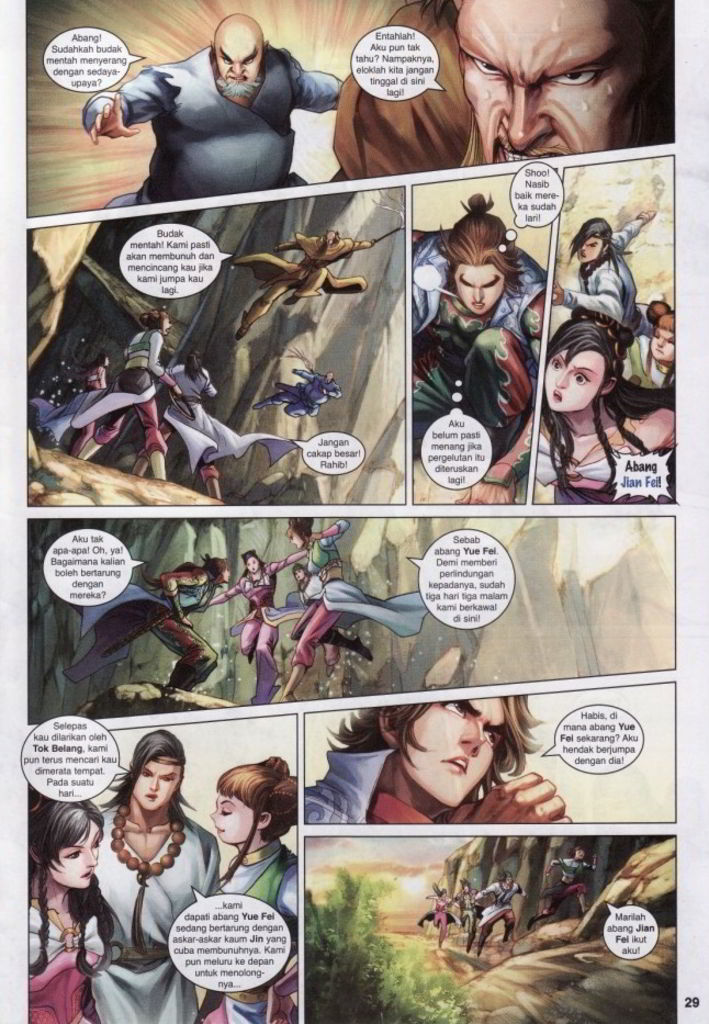 Abang!
Sudahkah budak
mentah menyerang
dengan sedaya-
upaya?
Entahlah!
Aku pun tak
tahu? Nampaknya,
eloklah kita jangan
tinggal di sini
lagi!
Budak
mentah! Kami pasti
akan membunuh dan
mencincang kau jika
kami jumpa kau
lagi.
Jangan
cakap besar!
Rahib!
Shoo!
Nasib
baik mere-
ka sudah
lari!
Aku
belum pasti
menang jika
pergelutan itu
diteruskan
lagi!
Abang
Jian Fei!
Aku tak
apa-apa! Oh, ya!
Bagaimana kalian
boleh bertarung
dengan
mereka?
Sebab
abang Yue Fei.
Demi memberi
perlindungan
kepadanya, sudah
tiga hari tiga malam
kami berkawal
di sini!
Selepas
kau dilarikan oleh
Tok Belang, kami
pun terus mencari kau
dimerata tempat.
Pada suatu
hari...
...kami
dapati abang Yue Fei
sedang bertarung dengan
askar-askar kaum Jin yang
cuba membunuhnya. Kami
pun meluru ke depan
untuk menolong-
nya.
Habis, di
mana abang Yue
Fei sekarang? Aku
hendak berjumpa
dengan dia!
Marilah
abang Jian
Fei ikut
aku!
29